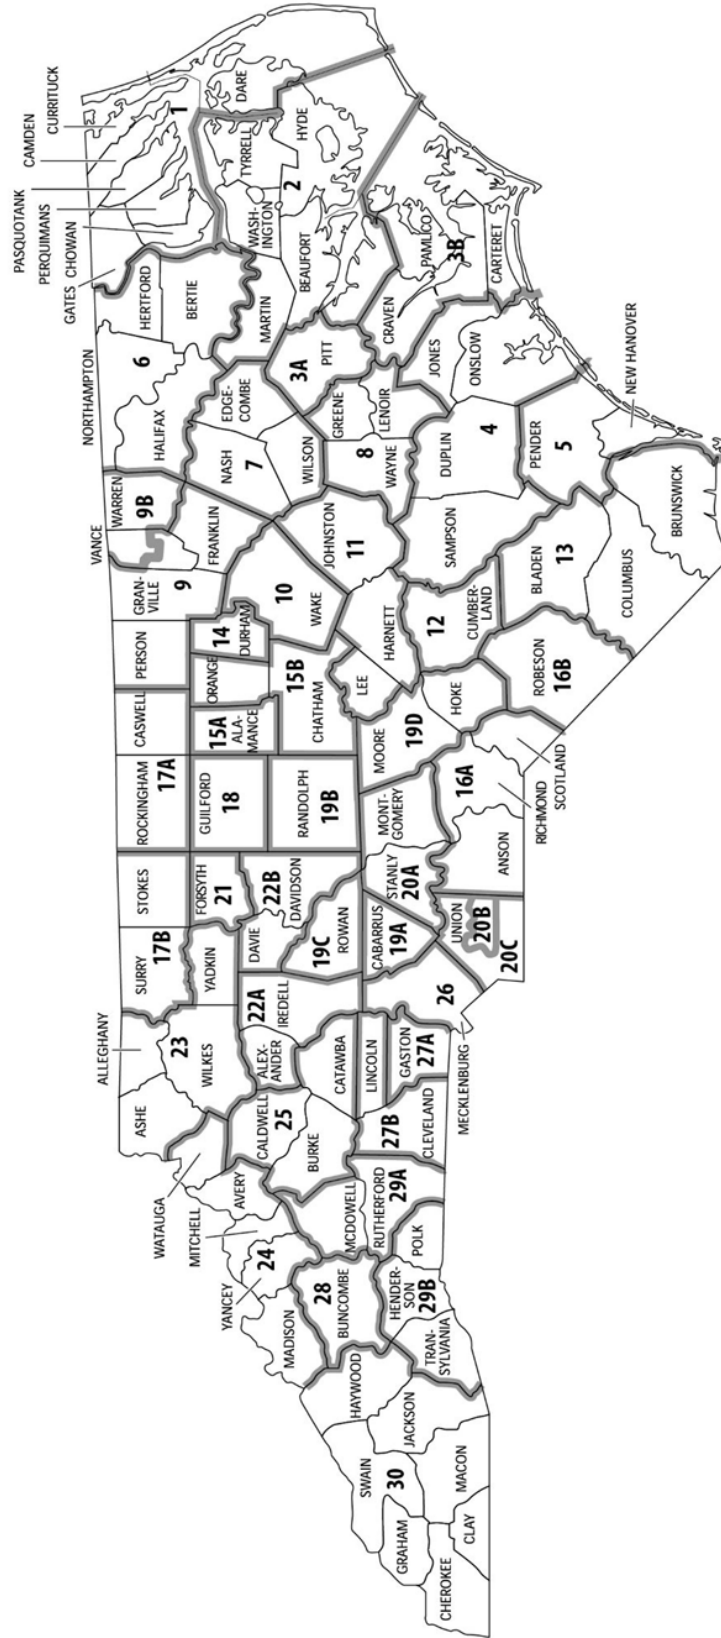 ALLEGHANY
ASHE
SURRY
17B
STOKES
ROCKINGHAM
17A
CASWELL
PERSON
GRAN-
VILLE
9
VANCE
WARREN
9B
NORTHAMPTON
HALIFAX
6
GATES
HERTFORD
BERTIE
CHOWAN
PERQUIMANS
PASQUOTANK
CAMDEN
CURRITUCK
1
WATAUGA
MITCHELL
YANCEY
24
AVERY
MADISON
WILKES
23
YADKIN
FORSYTH
21
GUILFORD
18
15A
ALA-
MANCE
ORANGE
14
DURHAM
FRANKLIN
NASH
7
EDGE-
COMBE
WILSON
MARTIN
WASH-
INGTON
TYRRELL
DARE
CALDWELL
25
BURKE
ALEX-
ANDER
22A
IREDELL
DAVIE
22B
DAVIDSON
RANDOLPH
19B
15B
CHATHAM
10
WAKE
JOHNSTON
11
3A
PITT
GREENE
BEAUFORT
2
HYDE
28
BUNCOMBE
MCDOWELL
CATAWBA
19C
ROWAN
LINCOLN
LEE
HARNETT
8
WAYNE
LENOIR
CRAVEN
PAMLICO
3B
CARTERET
JONES
HAYWOOD
SWAIN
30
GRAHAM
JACKSON
CHEROKEE
CLAY
MACON
TRAN-
SYLVANIA
HENDER-
SON
29B
RUTHERFORD
29A
POLK
27B
CLEVELAND
GASTON
27A
MECKLENBURG
26
CABARRUS
19A
STANLY
20A
MONT-
GOMERY
MOORE
19D
UNION
20B
20C
ANSON
16A
RICHMOND
SCOTLAND
HOKE
12
CUMBER-
LAND
SAMPSON
DUPLIN
4
ONSLOW
ROBESON
16B
BLADEN
13
COLUMBUS
BRUNSWICK
PENDER
5
NEW HANOVER